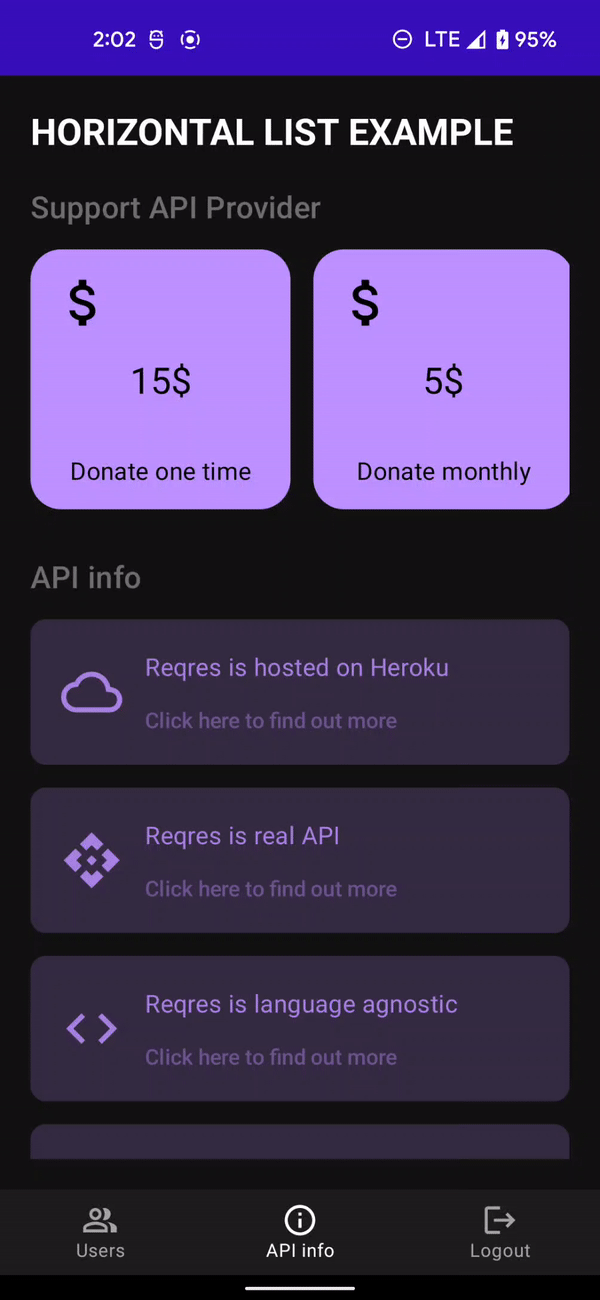 2:02 LTE 95%
HORIZONTAL LIST EXAMPLE
Support API Provider
$ $
15$ 5$
Donate one time Donate monthly
API info
Reqres is hosted on Heroku
Click here to find out more
Reqres is real API
Click here to find out more
Reqres is language agnostic
Click here to find out more
Users API info Logout